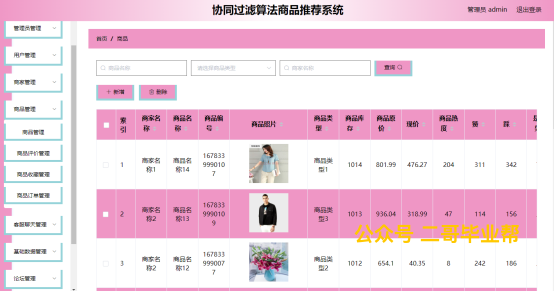 协同过滤算法商品推荐系统
管理员 admin 退出登录
管理员管理
用户管理
商家管理
商品管理
商品管理
商品评价管理
商品收藏管理
商品订单管理
客服聊天管理
基础数据管理
论坛管理
首页 / 商品
商品名称 请选择商品类型 商家名称 查询
+ 新增 删除
索引 商家名称 商品名称 商品编号 商品照片 商品类型 商品库存 商品原价 现价 商品热度 赞 踩
1 商家名称1 商品名称14 1678339990107 商品类型1 1014 801.99 476.27 204 311 342
2 商家名称2 商品名称13 1678339990109 商品类型3 1013 936.04 318.99 47 114 156
3 商家名称2 商品名称12 1678339990077 商品类型2 1012 654.1 40.35 8 242 186
公众号 二哥毕业帮